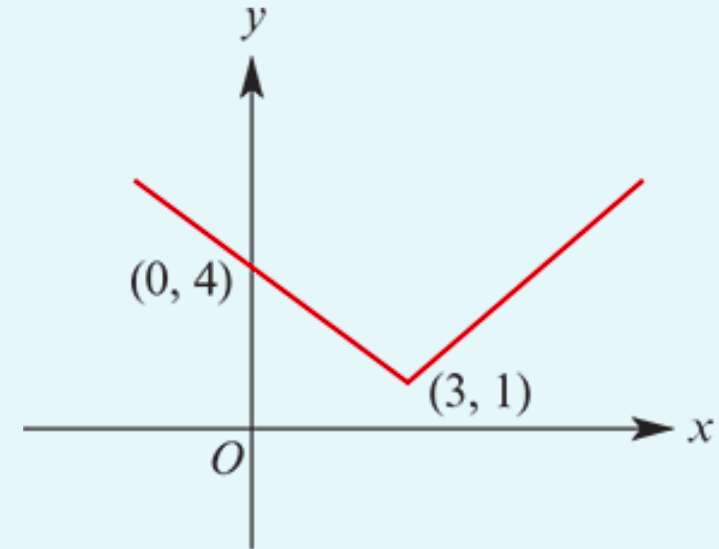 y
(0, 4)
(3, 1)
x
O